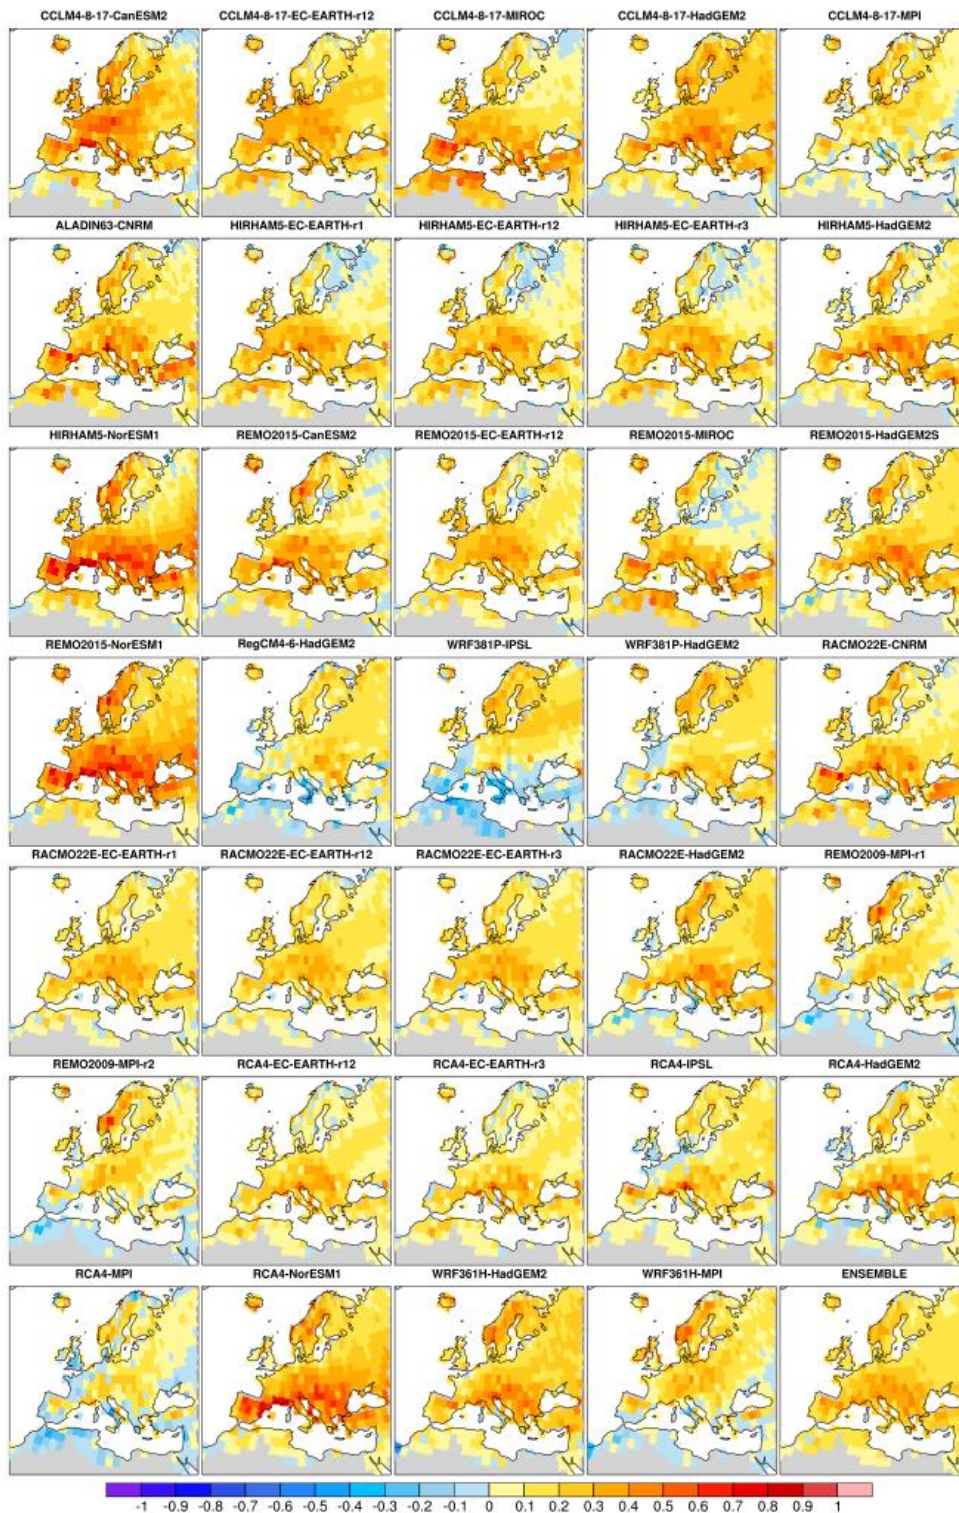 CCLM4-8-17-CanESM2 CCLM4-8-17-EC-EARTH-r12 CCLM4-8-17-MIROC CCLM4-8-17-HadGEM2 CCLM4-8-17-MPI
ALADIN63-CNRM HIRHAM5-EC-EARTH-r1 HIRHAM5-EC-EARTH-r12 HIRHAM5-EC-EARTH-r3 HIRHAM5-HadGEM2
HIRHAM5-NorESM1 REMO2015-CanESM2 REMO2015-EC-EARTH-r12 REMO2015-MIROC REMO2015-HadGEM2S
REMO2015-NorESM1 RegCM4-6-HadGEM2 WRF381P-IPSL WRF381P-HadGEM2 RACMO22E-CNRM
RACMO22E-EC-EARTH-r1 RACMO22E-EC-EARTH-r12 RACMO22E-EC-EARTH-r3 RACMO22E-HadGEM2 REMO2009-MPI-r1
REMO2009-MPI-r2 RCA4-EC-EARTH-r12 RCA4-EC-EARTH-r3 RCA4-IPSL RCA4-HadGEM2
RCA4-MPI RCA4-NorESM1 WRF361H-HadGEM2 WRF361H-MPI ENSEMBLE
-1 -0.9 -0.8 -0.7 -0.6 -0.5 -0.4 -0.3 -0.2 -0.1 0 0.1 0.2 0.3 0.4 0.5 0.6 0.7 0.8 0.9 1